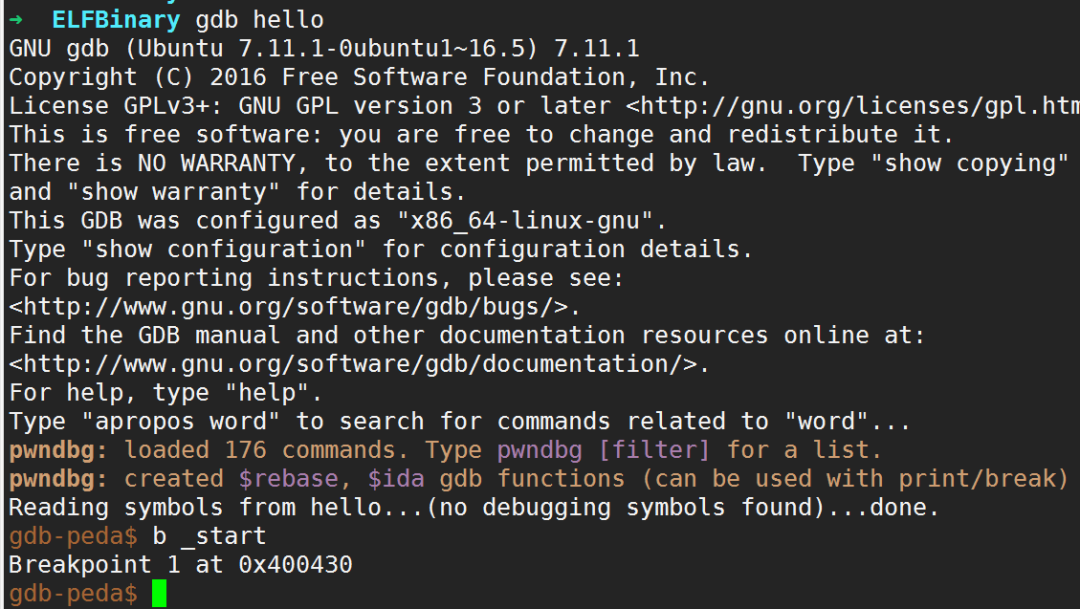 →  ELFBinary gdb hello
GNU gdb (Ubuntu 7.11.1-0ubuntu1~16.5) 7.11.1
Copyright (C) 2016 Free Software Foundation, Inc.
License GPLv3+: GNU GPL version 3 or later <http://gnu.org/licenses/gpl.htm
This is free software: you are free to change and redistribute it.
There is NO WARRANTY, to the extent permitted by law.  Type "show copying"
and "show warranty" for details.
This GDB was configured as "x86_64-linux-gnu".
Type "show configuration" for configuration details.
For bug reporting instructions, please see:
<http://www.gnu.org/software/gdb/bugs/>.
Find the GDB manual and other documentation resources online at:
<http://www.gnu.org/software/gdb/documentation/>.
For help, type "help".
Type "apropos word" to search for commands related to "word"...
pwndbg: loaded 176 commands. Type pwndbg [filter] for a list.
pwndbg: created $rebase, $ida gdb functions (can be used with print/break)
Reading symbols from hello...(no debugging symbols found)...done.
gdb-peda$ b _start
Breakpoint 1 at 0x400430
gdb-peda$